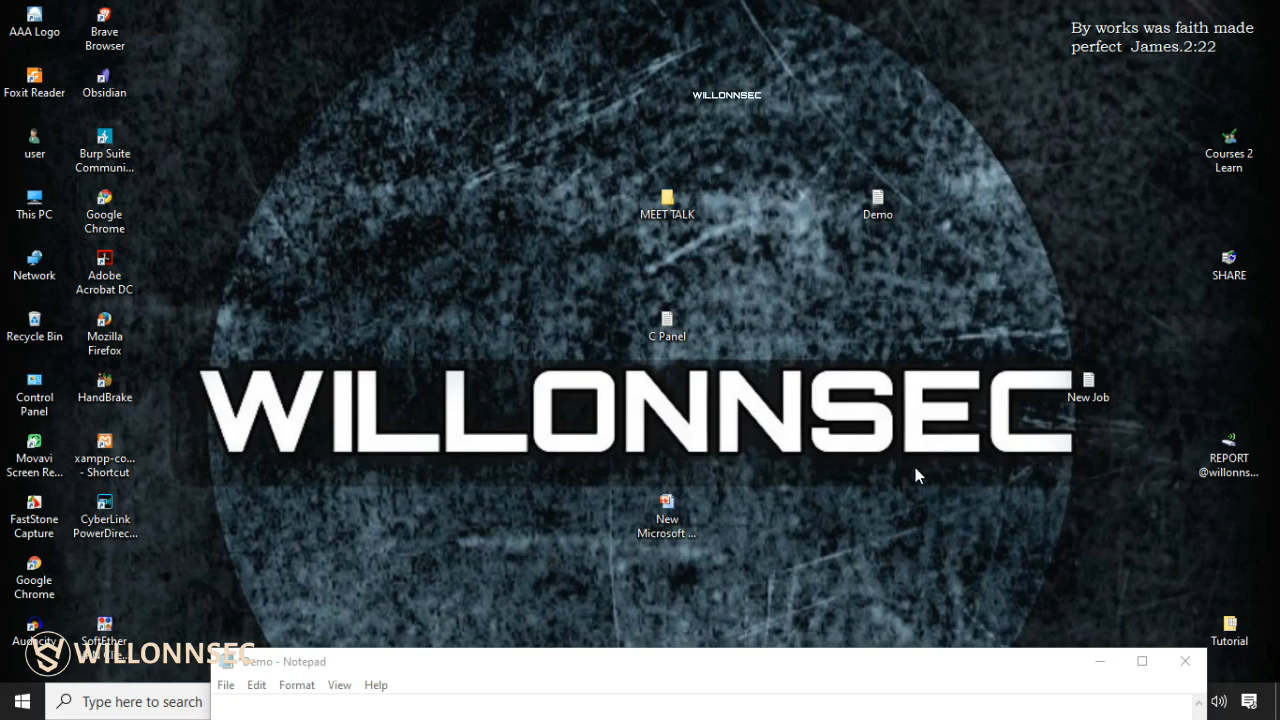 By works was faith made
perfect James.2:22
WILLONNSEC
AAA Logo
Brave
Browser
Foxit Reader
Obsidian
user
Burp Suite
Communi...
This PC
Google
Chrome
Network
Adobe
Acrobat DC
Recycle Bin
Mozilla
Firefox
Control
Panel
HandBrake
Movavi
Screen Re...
xampp-co...
- Shortcut
FastStone
Capture
CyberLink
PowerDirec...
Google
Chrome
Audacity
SoftEther
MEET TALK
Demo
C Panel
New Job
New
Microsoft ...
Courses 2
Learn
SHARE
REPORT
@willonns...
Tutorial
WILLONNSEC
WILLONNSEC
Demo - Notepad
File Edit Format View Help
Type here to search